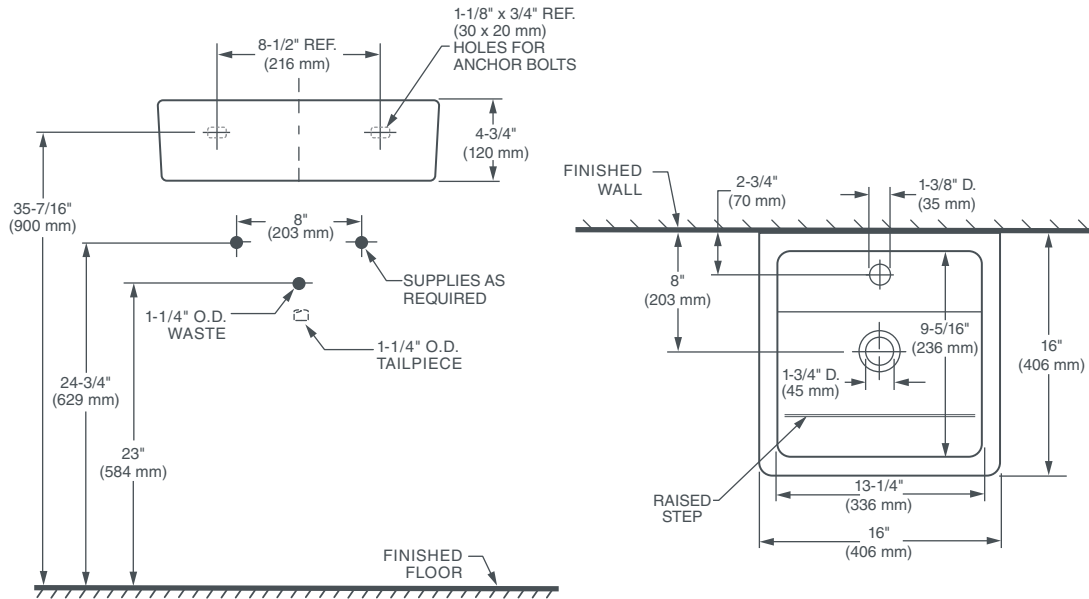 1-1/8" x 3/4" REF.
(30 x 20 mm)
HOLES FOR
ANCHOR BOLTS
8-1/2" REF.
(216 mm)
4-3/4"
(120 mm)
35-7/16"
(900 mm)
8"
(203 mm)
SUPPLIES AS
REQUIRED
1-1/4" O.D.
WASTE
1-1/4" O.D.
TAILPIECE
24-3/4"
(629 mm)
23"
(584 mm)
FINISHED
FLOOR
FINISHED
WALL
2-3/4"
(70 mm)
1-3/8" D.
(35 mm)
8"
(203 mm)
9-5/16"
(236 mm)
16"
(406 mm)
1-3/4" D.
(45 mm)
RAISED
STEP
13-1/4"
(336 mm)
16"
(406 mm)